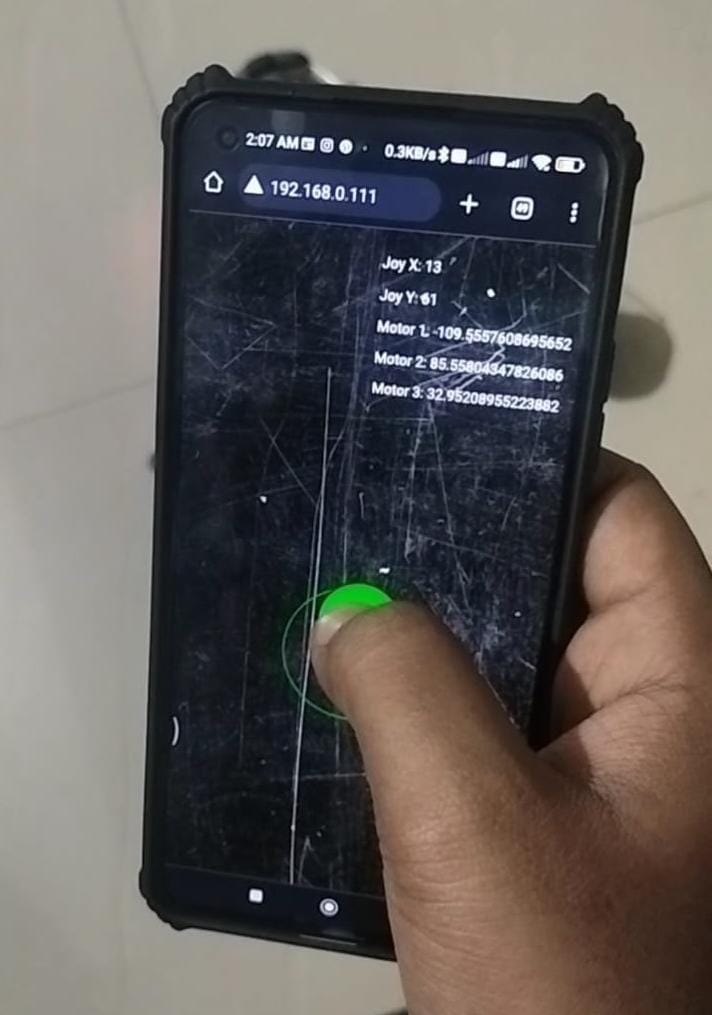 2:07 AM 0.3KB/s
192.168.0.111 49
Joy X: 13
Joy Y: 61
Motor 1: -109.5557608695652
Motor 2: 85.55804347826086
Motor 3: 32.95208955223882